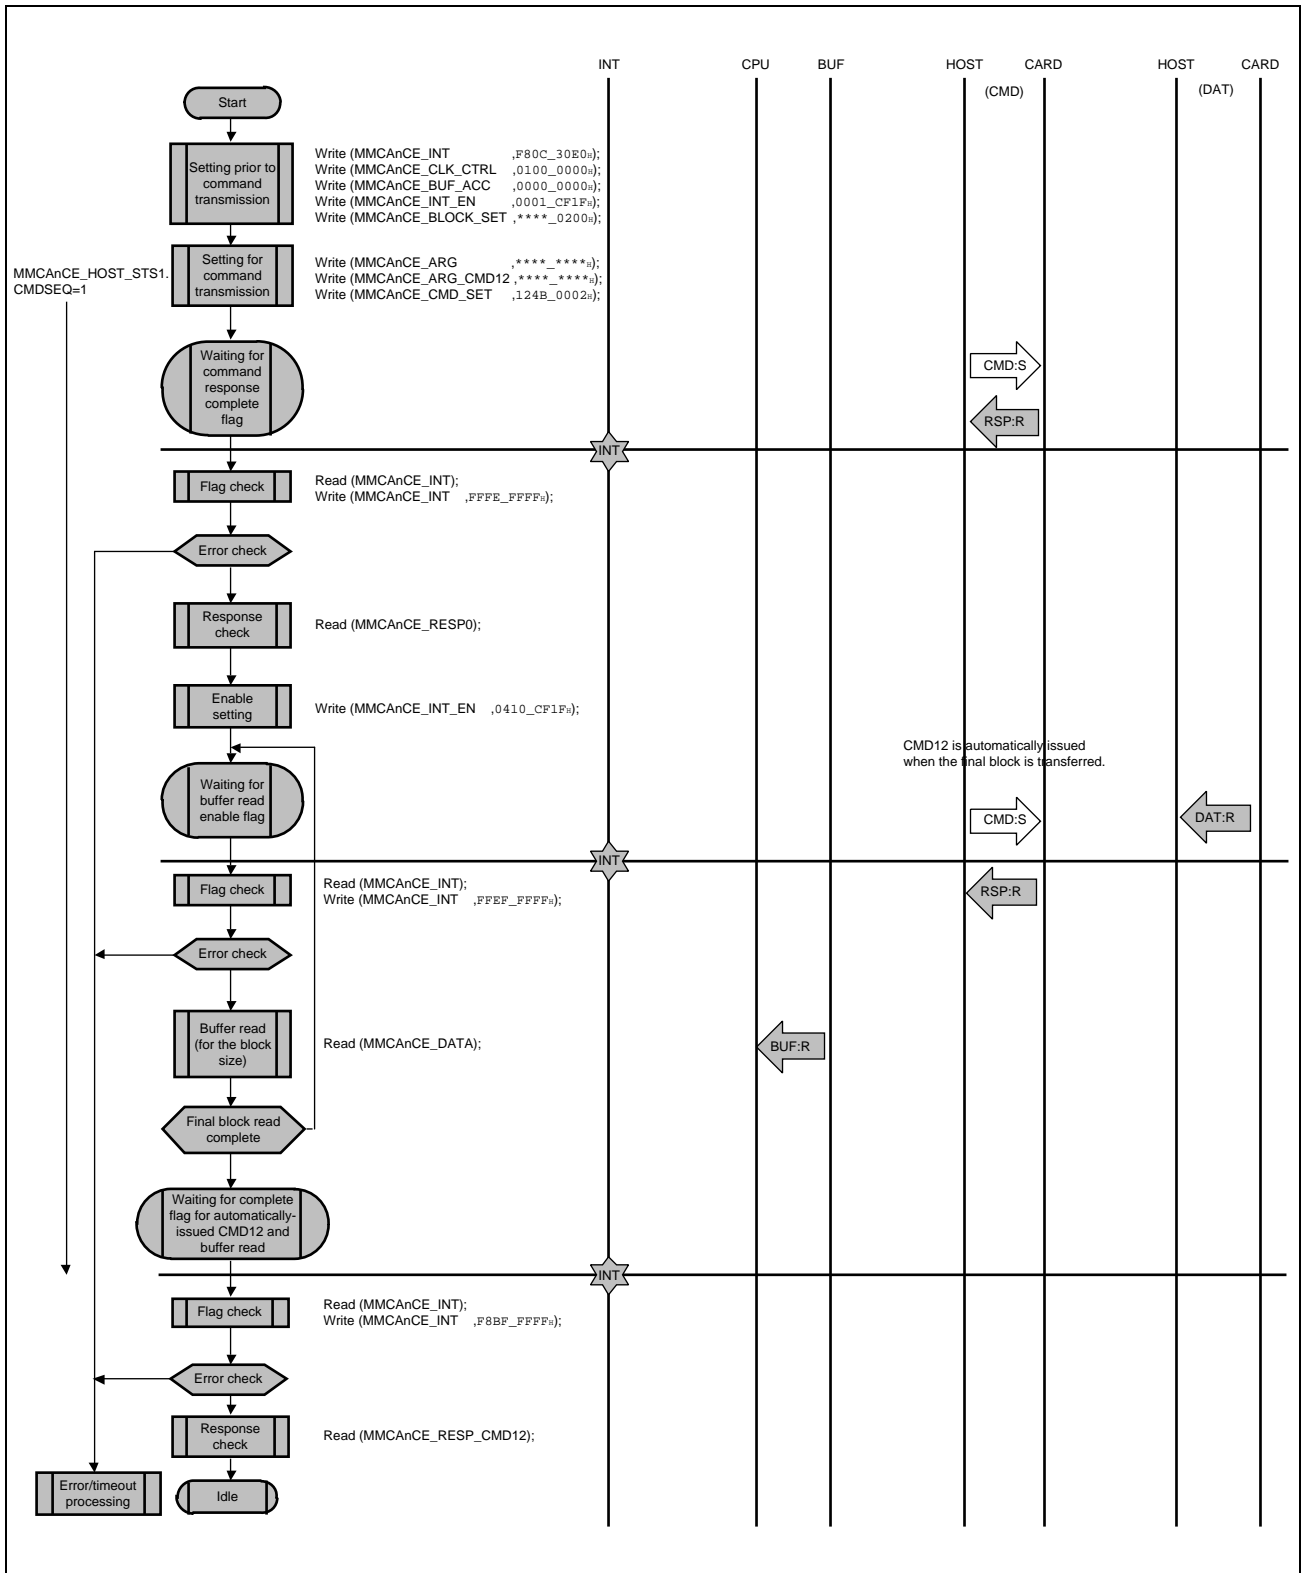 INT CPU BUF HOST CARD HOST CARD
(CMD) (DAT)
Start
Setting prior to
command
transmission
Write (MMCAnCE_INT ,F80C_30E0H);
Write (MMCAnCE_CLK_CTRL ,0100_0000H);
Write (MMCAnCE_BUF_ACC ,0000_0000H);
Write (MMCAnCE_INT_EN ,0001_CF1FH);
Write (MMCAnCE_BLOCK_SET ,****_0200H);
MMCAnCE_HOST_STS1.
CMDSEQ=1
Setting for
command
transmission
Write (MMCAnCE_ARG ,****_****H);
Write (MMCAnCE_ARG_CMD12 ,****_****H);
Write (MMCAnCE_CMD_SET ,124B_0002H);
Waiting for
command
response
complete
flag
CMD:S
RSP:R
INT
Flag check
Read (MMCAnCE_INT);
Write (MMCAnCE_INT ,FFFE_FFFFH);
Error check
Response
check
Read (MMCAnCE_RESP0);
Enable
setting
Write (MMCAnCE_INT_EN ,0410_CF1FH);
CMD12 is automatically issued
when the final block is transferred.
Waiting for
buffer read
enable flag
CMD:S
DAT:R
INT
Flag check
Read (MMCAnCE_INT);
Write (MMCAnCE_INT ,FFEF_FFFFH);
RSP:R
Error check
Buffer read
(for the block
size)
Read (MMCAnCE_DATA);
BUF:R
Final block read
complete
Waiting for complete
flag for automatically-
issued CMD12 and
buffer read
INT
Flag check
Read (MMCAnCE_INT);
Write (MMCAnCE_INT ,F8BF_FFFFH);
Error check
Response
check
Read (MMCAnCE_RESP_CMD12);
Error/timeout
processing
Idle